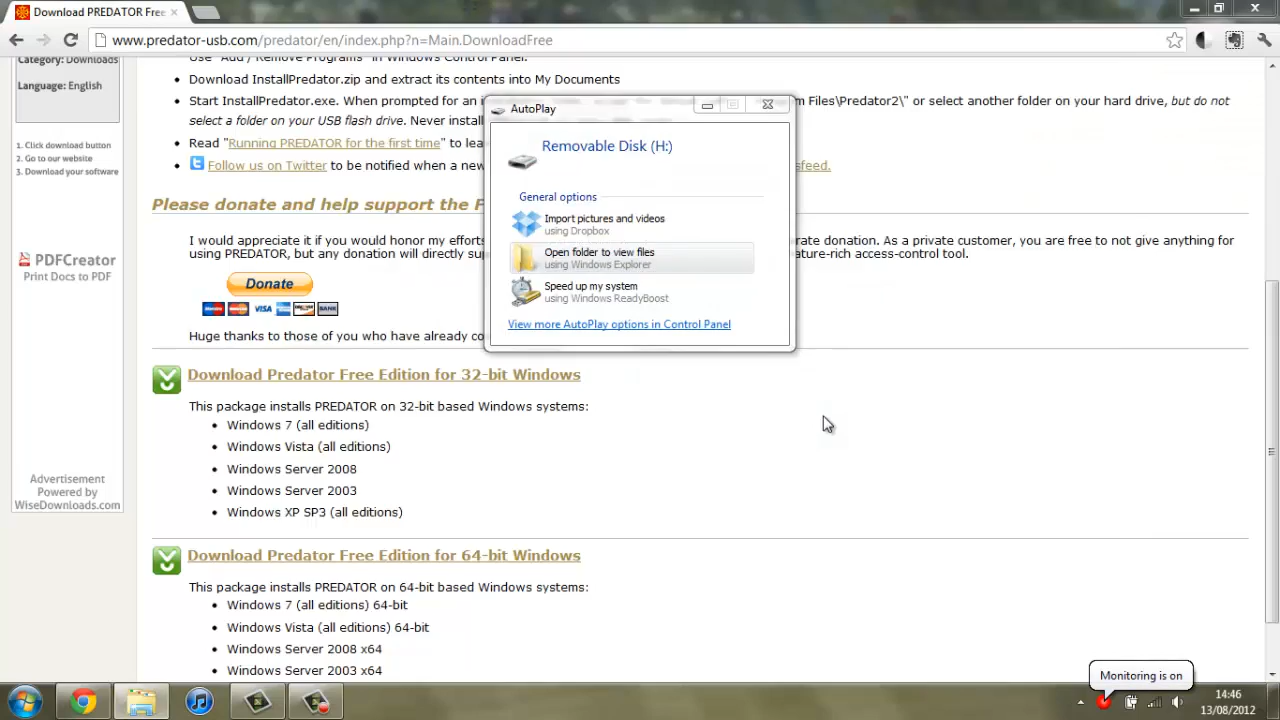 Download PREDATOR Free
www.predator-usb.com/predator/en/index.php?n=Main.DownloadFree
Category: Downloads
Language: English
1. Click download button
2. Go to our website
3. Download your software
PDFCreator
Print Docs to PDF
Advertisement
Powered by
WiseDownloads.com
Use "Add / Remove Programs" in Windows Control Panel.
Download InstallPredator.zip and extract its contents into My Documents
Start InstallPredator.exe. When prompted for an i m Files\Predator2\" or select another folder on your hard drive, but do not
select a folder on your USB flash drive. Never install
Read "Running PREDATOR for the first time" to lea
Follow us on Twitter to be notified when a new sfeed.
Please donate and help support the F
I would appreciate it if you would honor my efforts rate donation. As a private customer, you are free to not give anything for
using PREDATOR, but any donation will directly sup ature-rich access-control tool.
Donate
VISA BANK
Huge thanks to those of you who have already co
AutoPlay
Removable Disk (H:)
General options
Import pictures and videos
using Dropbox
Open folder to view files
using Windows Explorer
Speed up my system
using Windows ReadyBoost
View more AutoPlay options in Control Panel
Download Predator Free Edition for 32-bit Windows
This package installs PREDATOR on 32-bit based Windows systems:
Windows 7 (all editions)
Windows Vista (all editions)
Windows Server 2008
Windows Server 2003
Windows XP SP3 (all editions)
Download Predator Free Edition for 64-bit Windows
This package installs PREDATOR on 64-bit based Windows systems:
Windows 7 (all editions) 64-bit
Windows Vista (all editions) 64-bit
Windows Server 2008 x64
Windows Server 2003 x64
Monitoring is on
14:46
13/08/2012